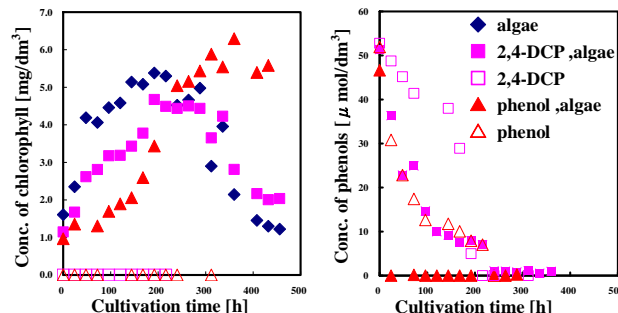 Conc. of chlorophyll [mg/dm³]
7.0
6.0
5.0
4.0
3.0
2.0
1.0
0.0
0 100 200 300 400 500
Cultivation time [h]
Conc. of phenols [ μ mol/dm³]
60
50
40
30
20
10
0
0 100 200 300 400 500
Cultivation time [h]
algae
2,4-DCP ,algae
2,4-DCP
phenol ,algae
phenol